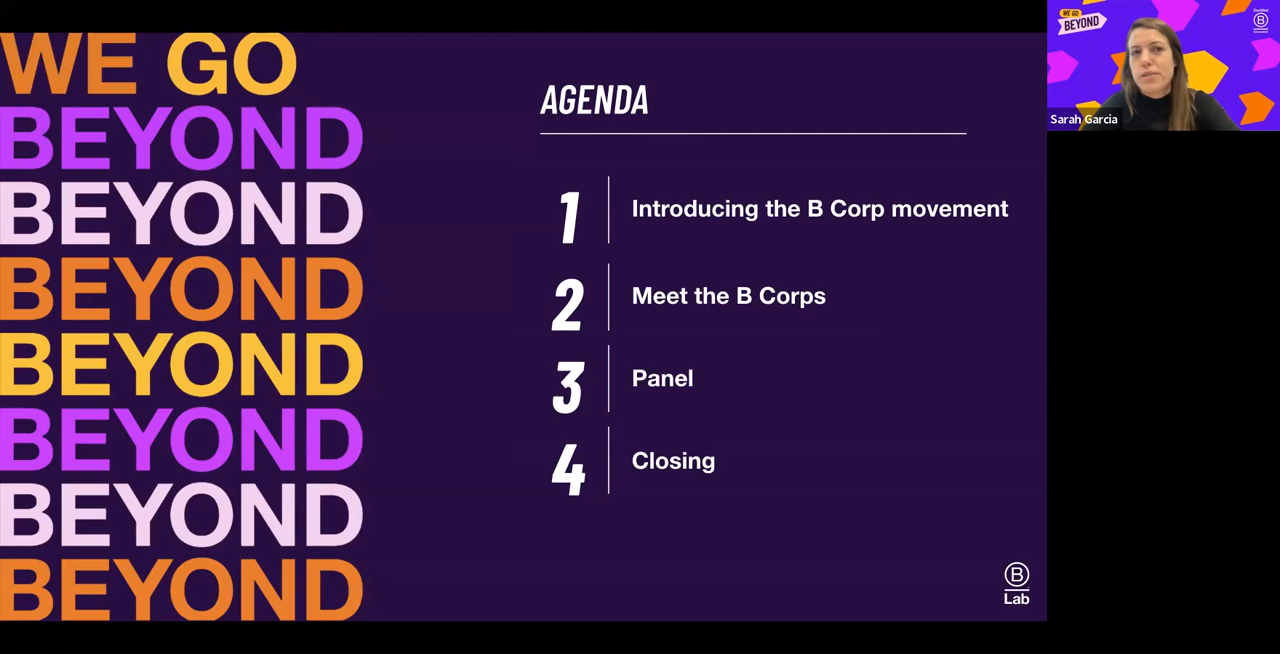 WE GO
BEYOND
BEYOND
BEYOND
BEYOND
BEYOND
BEYOND
BEYOND
AGENDA
1 Introducing the B Corp movement
2 Meet the B Corps
3 Panel
4 Closing
B
Lab
WE GO
BEYOND
Certified
B
Sarah Garcia